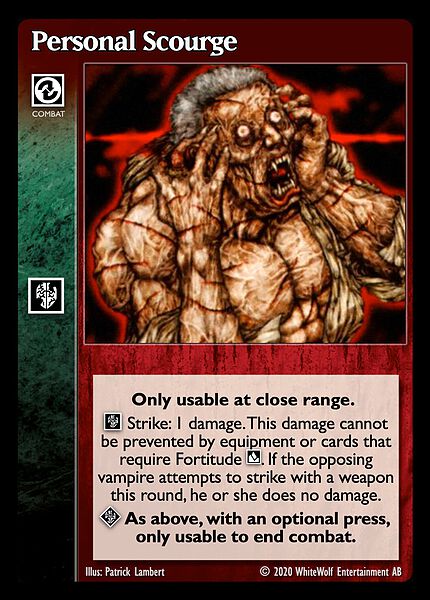 Personal Scourge
COMBAT
Only usable at close range.
Strike: 1 damage. This damage cannot
be prevented by equipment or cards that
require Fortitude . If the opposing
vampire attempts to strike with a weapon
this round, he or she does no damage.
As above, with an optional press,
only usable to end combat.
Illus: Patrick Lambert © 2020 WhiteWolf Entertainment AB